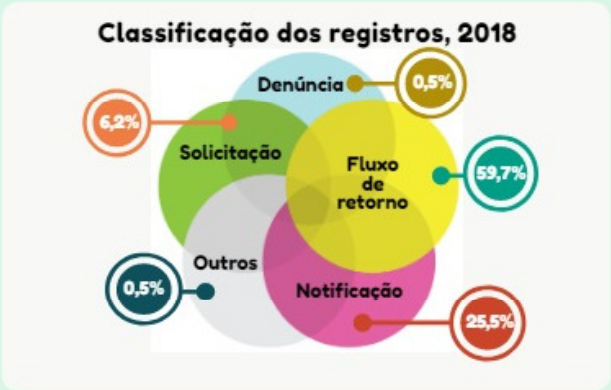 Classificação dos registros, 2018
Denúncia
0,5%
6,2%
Solicitação
Fluxo
de
retorno
59,7%
Outros
0,5%
Notificação
25,5%